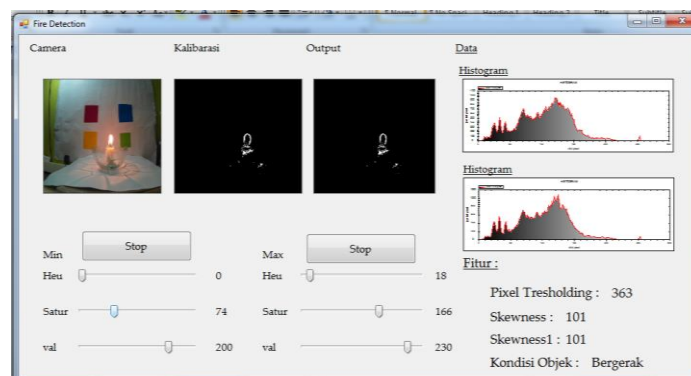 Fire Detection
Camera
Kalibarasi
Output
Data
Histogram
Histogram
Min
Stop
Max
Stop
Heu 0
Heu 18
Satur 74
Satur 166
val 200
val 230
Fitur :
Pixel Tresholding : 363
Skewness : 101
Skewness1 : 101
Kondisi Objek : Bergerak